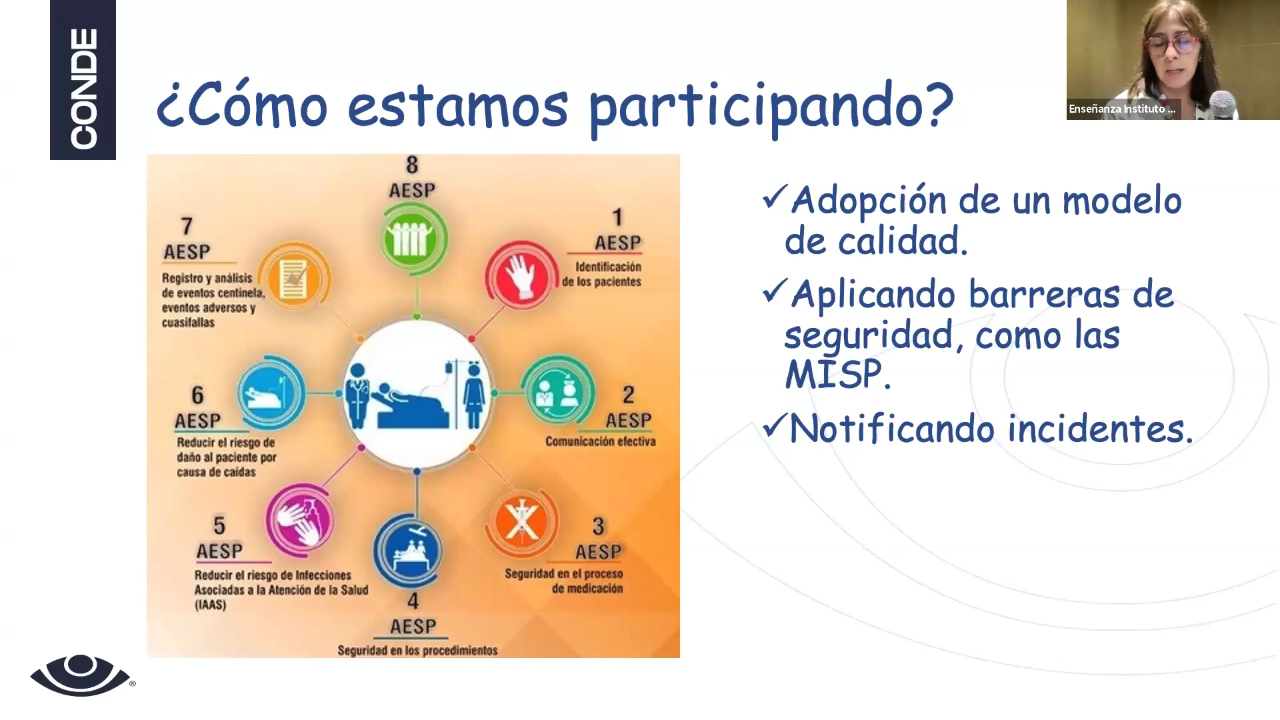 CONDE
¿Cómo estamos participando?
Enseñanza Instituto ...
8
AESP
7
AESP
Registro y análisis
de eventos centinela,
eventos adversos y
cuasifallas
1
AESP
Identificación
de los pacientes
6
AESP
Reducir el riesgo de
daño al paciente por
causa de caídas
2
AESP
Comunicación efectiva
5
AESP
Reducir el riesgo de Infecciones
Asociadas a la Atención de la Salud
(IAAS)
3
AESP
Seguridad en el proceso
de medicación
4
AESP
Seguridad en los procedimientos
✓Adopción de un modelo
de calidad.
✓Aplicando barreras de
seguridad, como las
MISP.
✓Notificando incidentes.
®